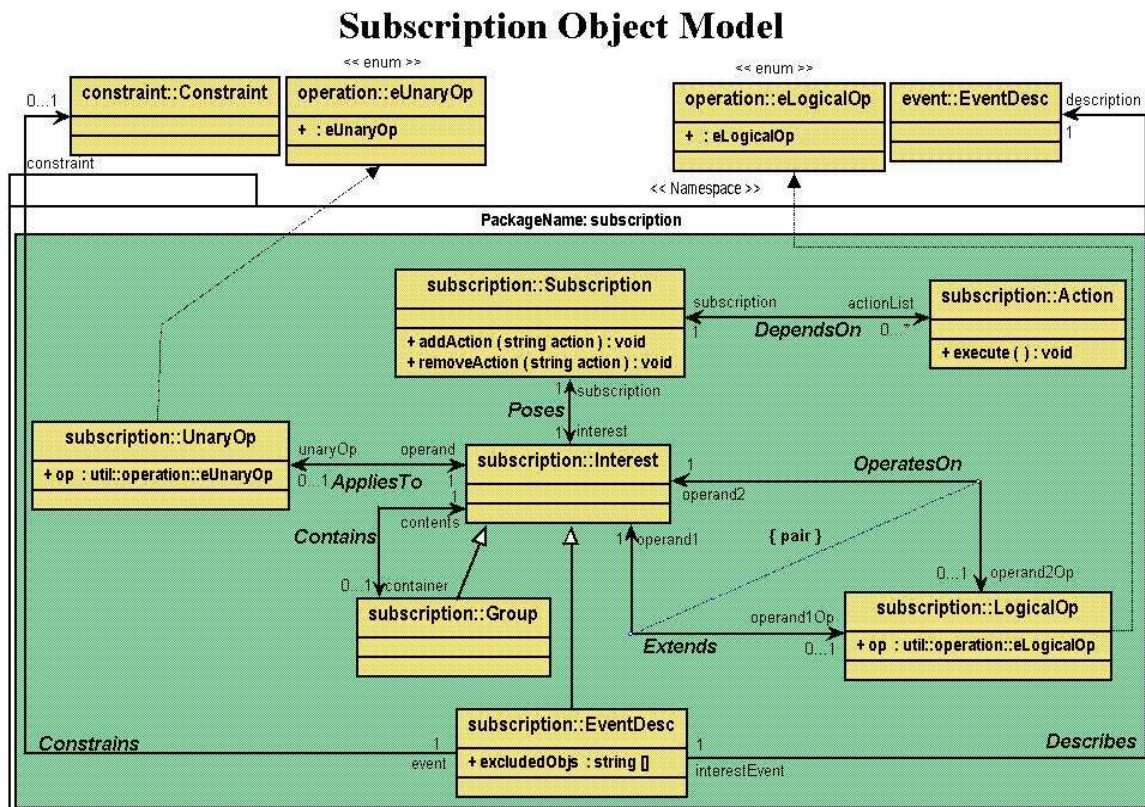 Subscription Object Model
<< enum >>
<< enum >>
0...1
constraint::Constraint
operation::eUnaryOp
+ : eUnaryOp
operation::eLogicalOp
+ : eLogicalOp
event::EventDesc
description
1
constraint
<< Namespace >>
PackageName: subscription
subscription::Subscription
+ addAction ( string action ) : void
+ removeAction ( string action ) : void
subscription
1
DependsOn
actionList
0...*
subscription::Action
+ execute ( ) : void
1
subscription
Poses
1
interest
subscription::UnaryOp
+ op : util::operation::eUnaryOp
unaryOp
0...1
AppliesTo
operand
1
subscription::Interest
1
operand2
OperatesOn
1
contents
Contains
0...1
container
1
operand1
{ pair }
0...1
operand2Op
subscription::Group
Extends
operand1Op
0...1
subscription::LogicalOp
+ op : util::operation::eLogicalOp
Constrains
1
event
subscription::EventDesc
+ excludedObjs : string []
1
interestEvent
Describes